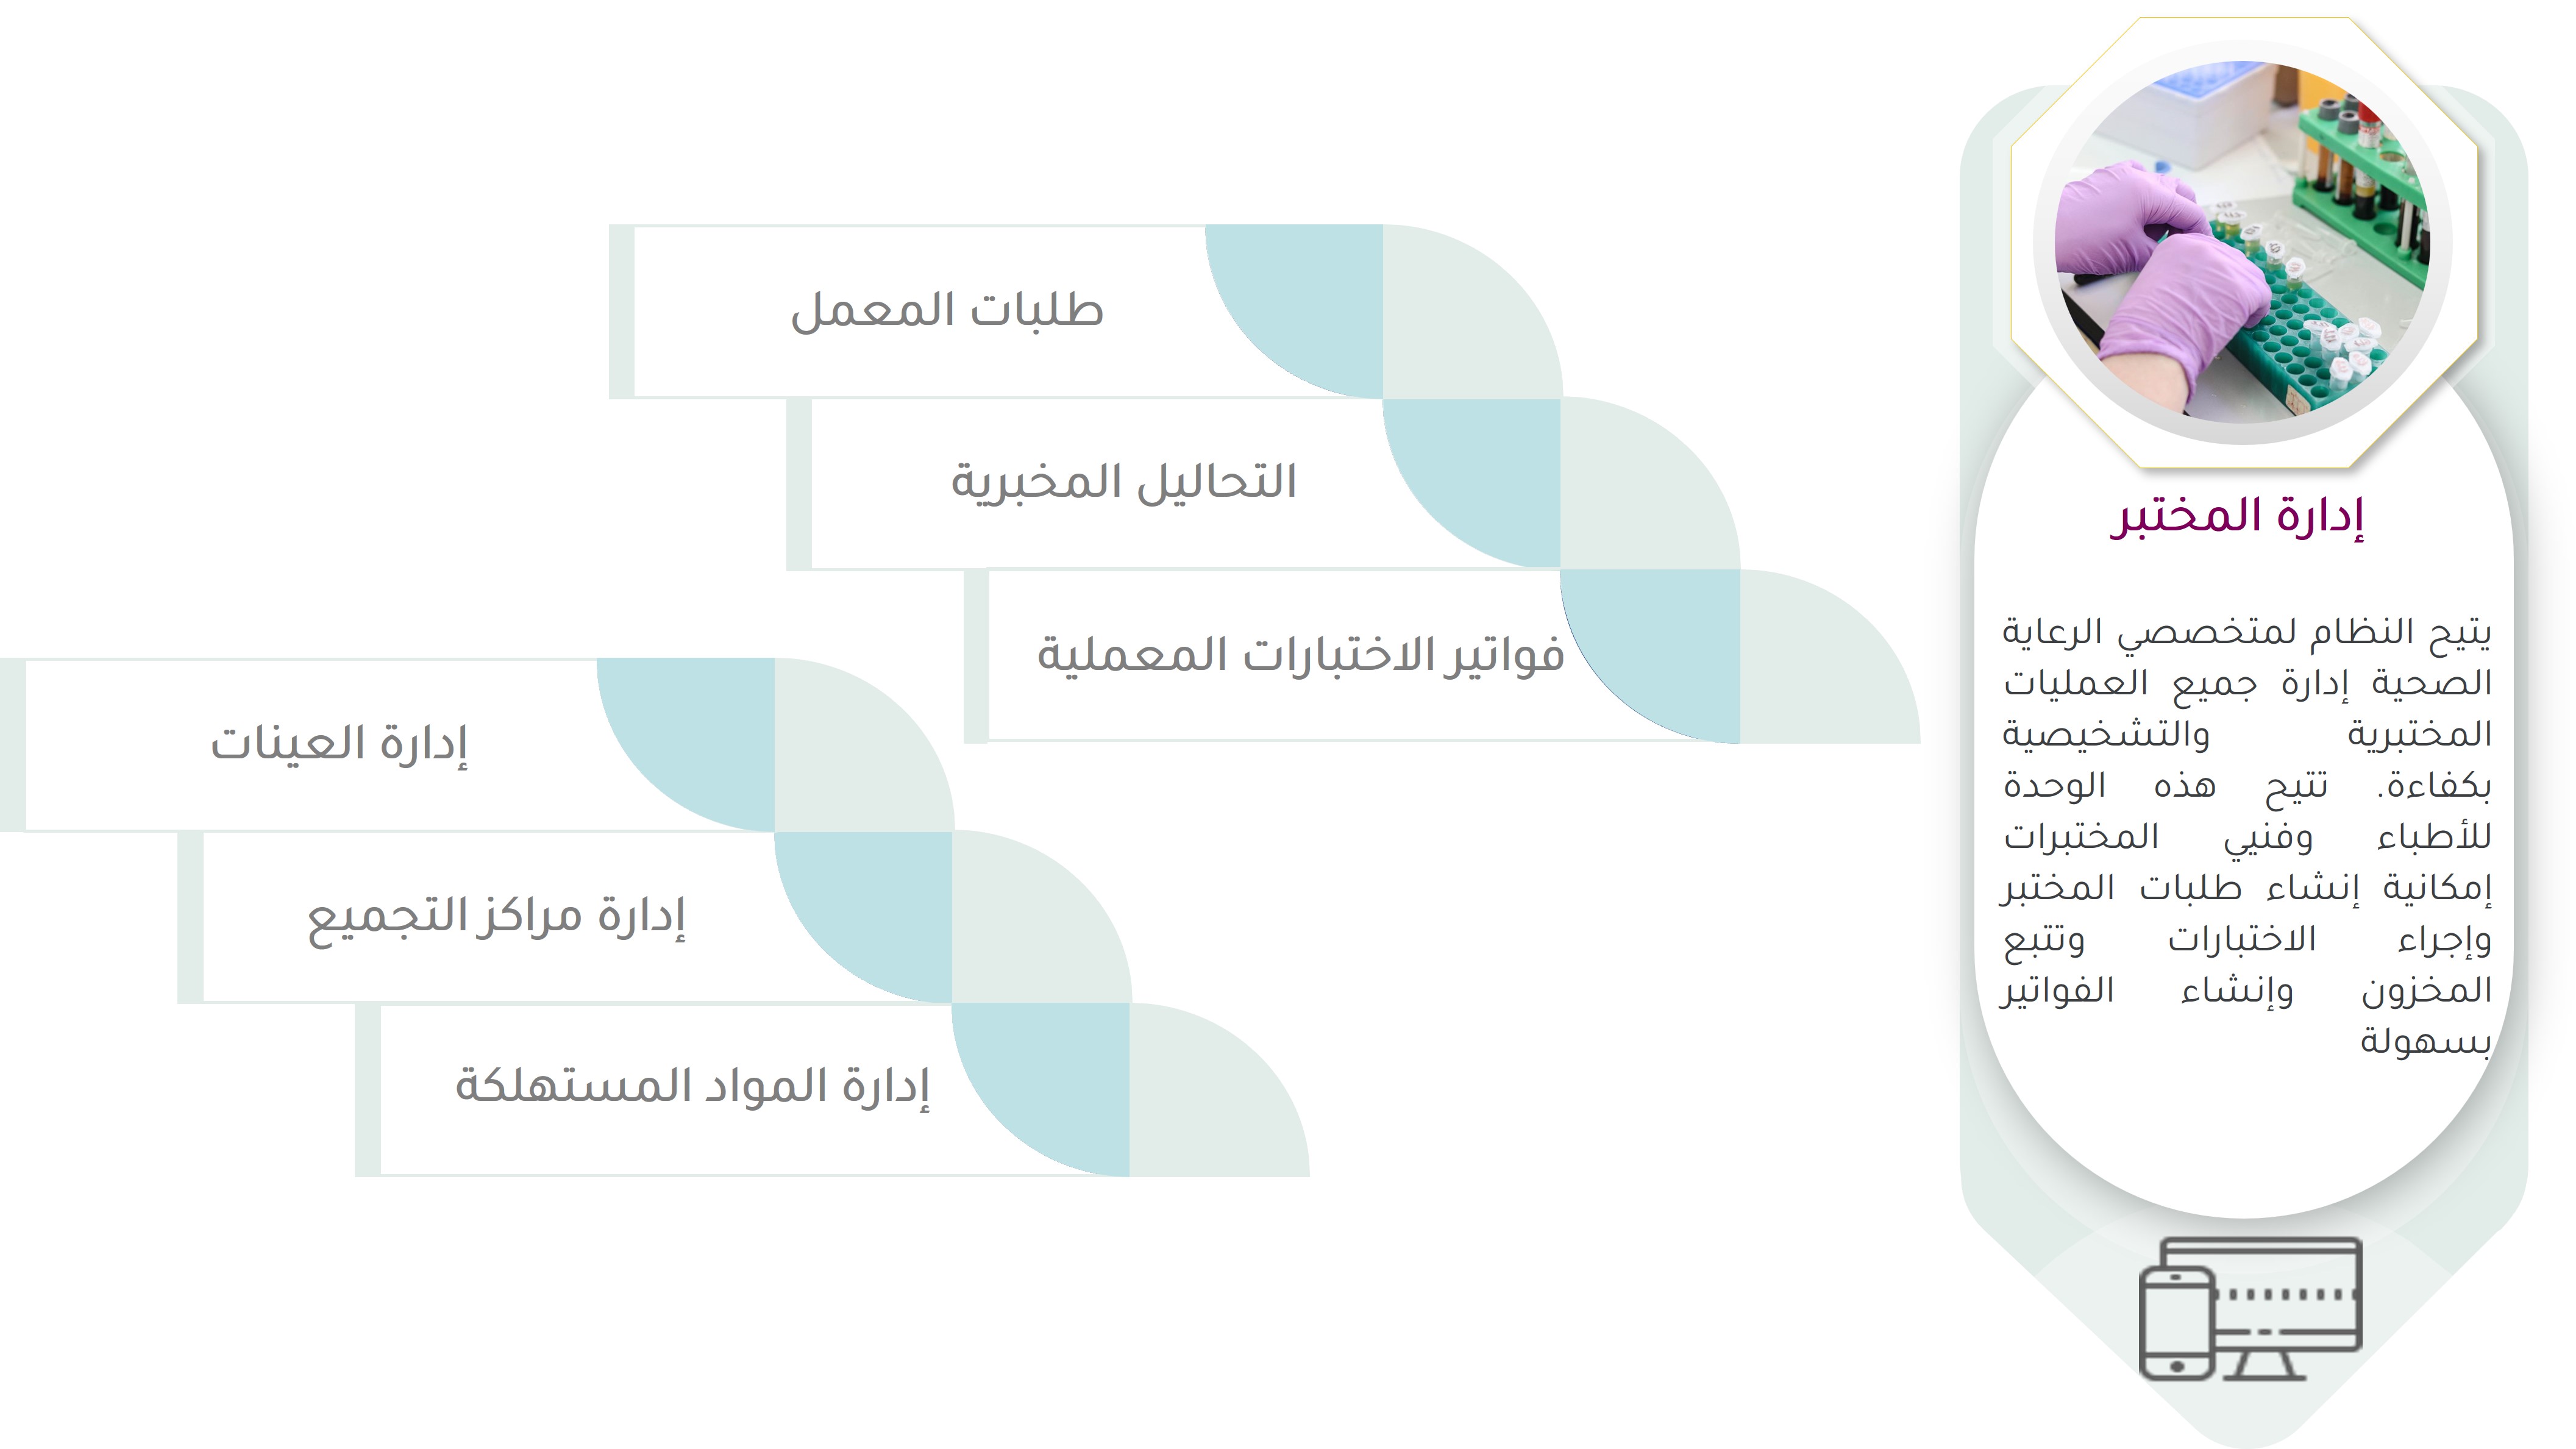 إدارة المختبر
يتيح النظام لمتخصصي الرعاية
الصحية إدارة جميع العمليات
المختبرية والتشخيصية
بكفاءة. تتيح هذه الوحدة
للأطباء وفنيي المختبرات
إمكانية إنشاء طلبات المختبر
وإجراء الاختبارات وتتبع
المخزون وإنشاء الفواتير
بسهولة
طلبات المعمل
التحاليل المخبرية
فواتير الاختبارات المعملية
إدارة العينات
إدارة مراكز التجميع
إدارة المواد المستهلكة